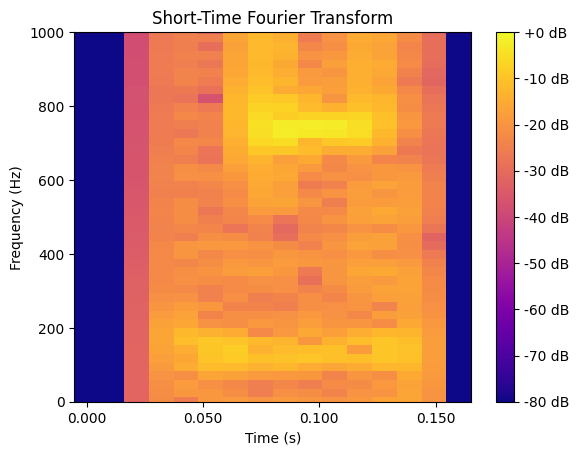 Short-Time Fourier Transform
1000
800
600
400
200
0
Frequency (Hz)
0.000
0.050
0.100
0.150
Time (s)
+0 dB
-10 dB
-20 dB
-30 dB
-40 dB
-50 dB
-60 dB
-70 dB
-80 dB